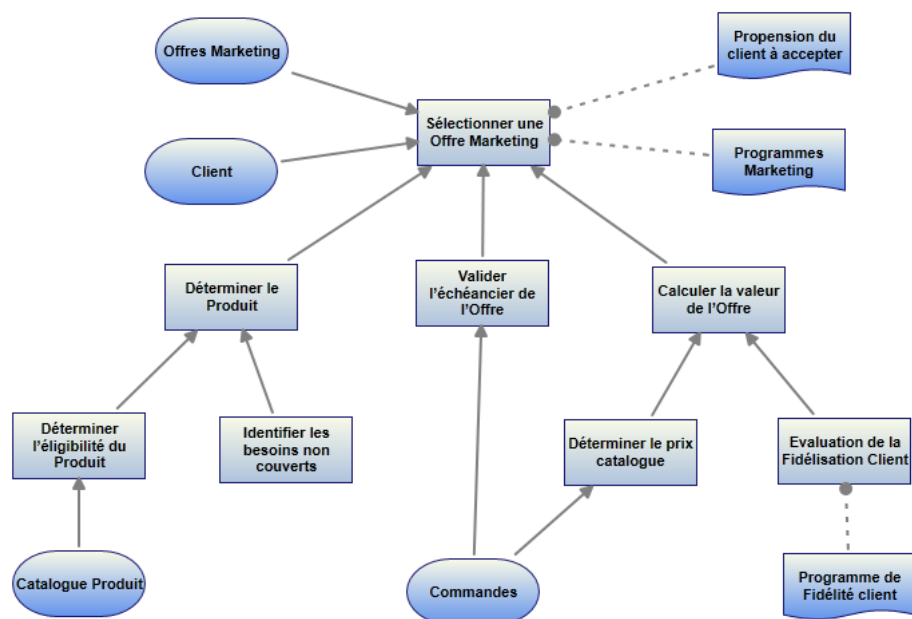 Offres Marketing
Propension du
client à accepter
Sélectionner une
Offre Marketing
Client
Programmes
Marketing
Déterminer le
Produit
Valider
l’échéancier de
l’Offre
Calculer la valeur
de l’Offre
Déterminer
l’éligibilité du
Produit
Identifier les
besoins non
couverts
Déterminer le prix
catalogue
Evaluation de la
Fidélisation Client
Catalogue Produit
Commandes
Programme de
Fidélité client